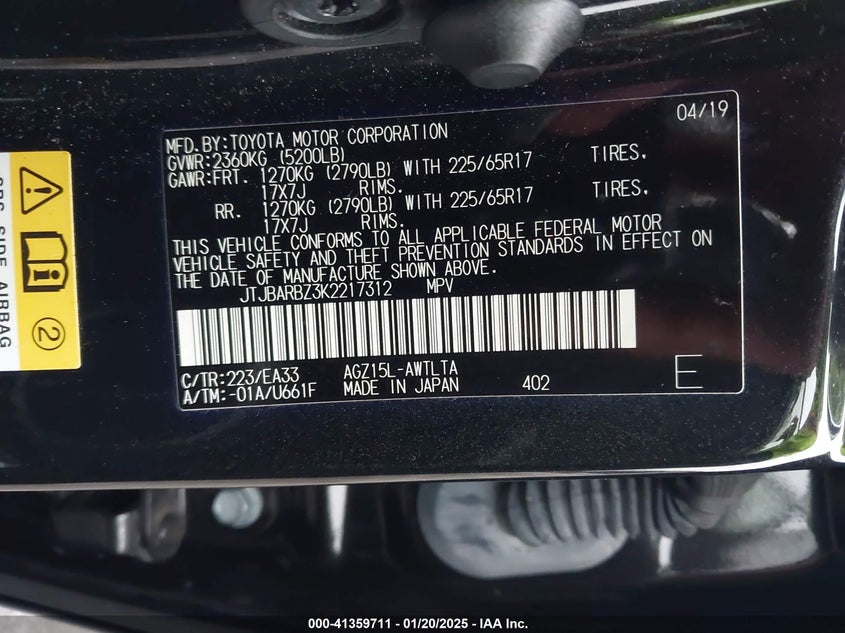 04/19
MFD.BY:TOYOTA MOTOR CORPORATION
GVWR:2360KG (5200LB)
GAWR:FRT. 1270KG (2790LB) WITH 225/65R17 TIRES,
17X7J RIMS.
RR. 1270KG (2790LB) WITH 225/65R17 TIRES,
17X7J RIMS.
THIS VEHICLE CONFORMS TO ALL APPLICABLE FEDERAL MOTOR
VEHICLE SAFETY AND THEFT PREVENTION STANDARDS IN EFFECT ON
THE DATE OF MANUFACTURE SHOWN ABOVE.
JTJBARBZ3K2217312 MPV
C/TR:223/EA33 AGZ15L-AWTLTA
A/TM:-01A/U661F MADE IN JAPAN 402 E
SRS SIDE AIRBAG
2
000-41359711 — 01/20/2025 — IAA Inc.